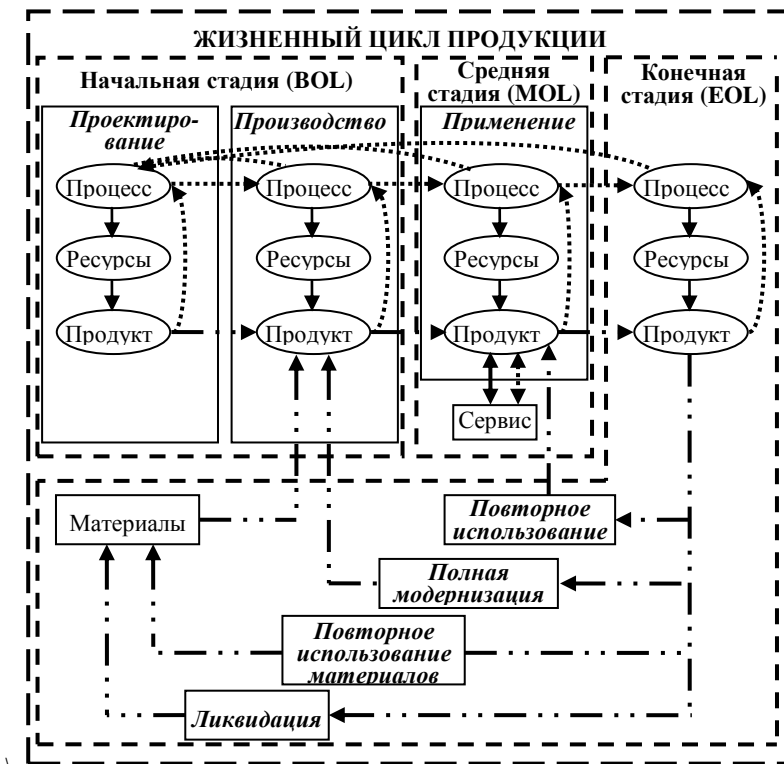 ЖИЗНЕННЫЙ ЦИКЛ ПРОДУКЦИИ
Начальная стадия (BOL)
Средняя
стадия (MOL)
Конечная
стадия (EOL)
Проектиро-
вание
Производство
Применение
Процесс
Процесс
Процесс
Процесс
Ресурсы
Ресурсы
Ресурсы
Ресурсы
Продукт
Продукт
Продукт
Продукт
Сервис
Материалы
Повторное
использование
Полная
модернизация
Повторное
использование
материалов
Ликвидация
\